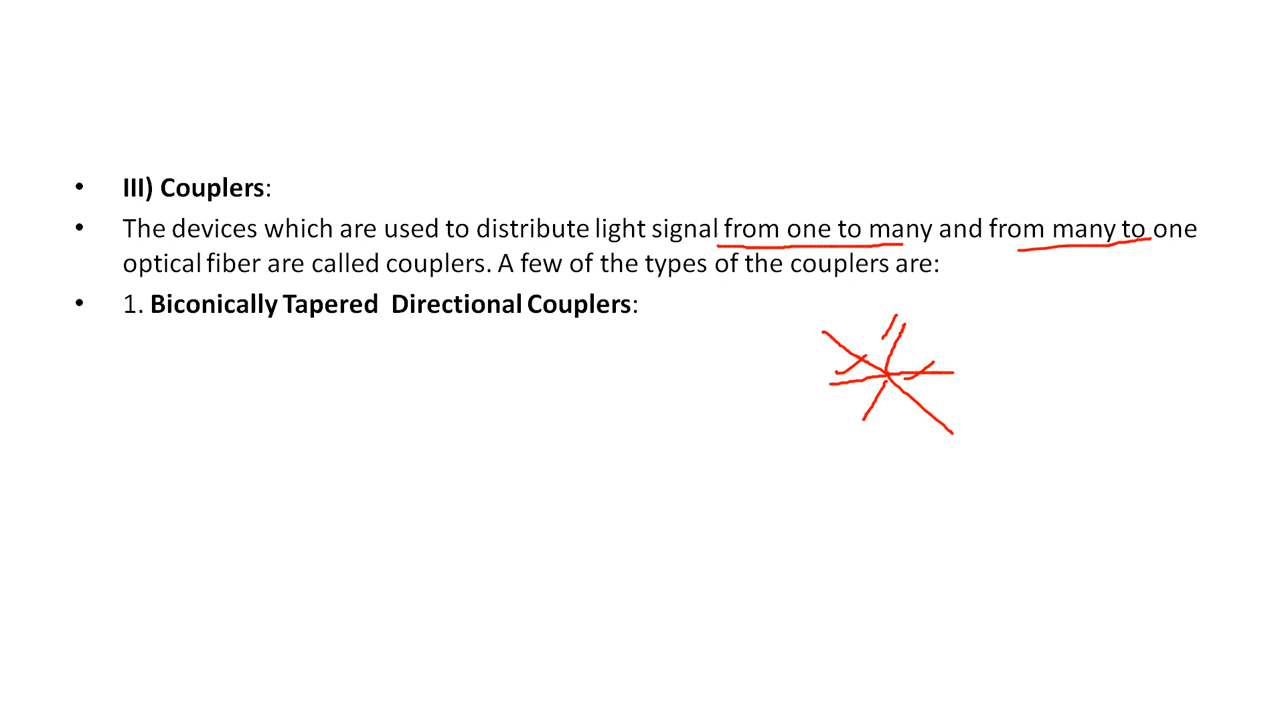 • III) Couplers:
• The devices which are used to distribute light signal from one to many and from many to one
optical fiber are called couplers. A few of the types of the couplers are:
• 1. Biconically Tapered Directional Couplers: